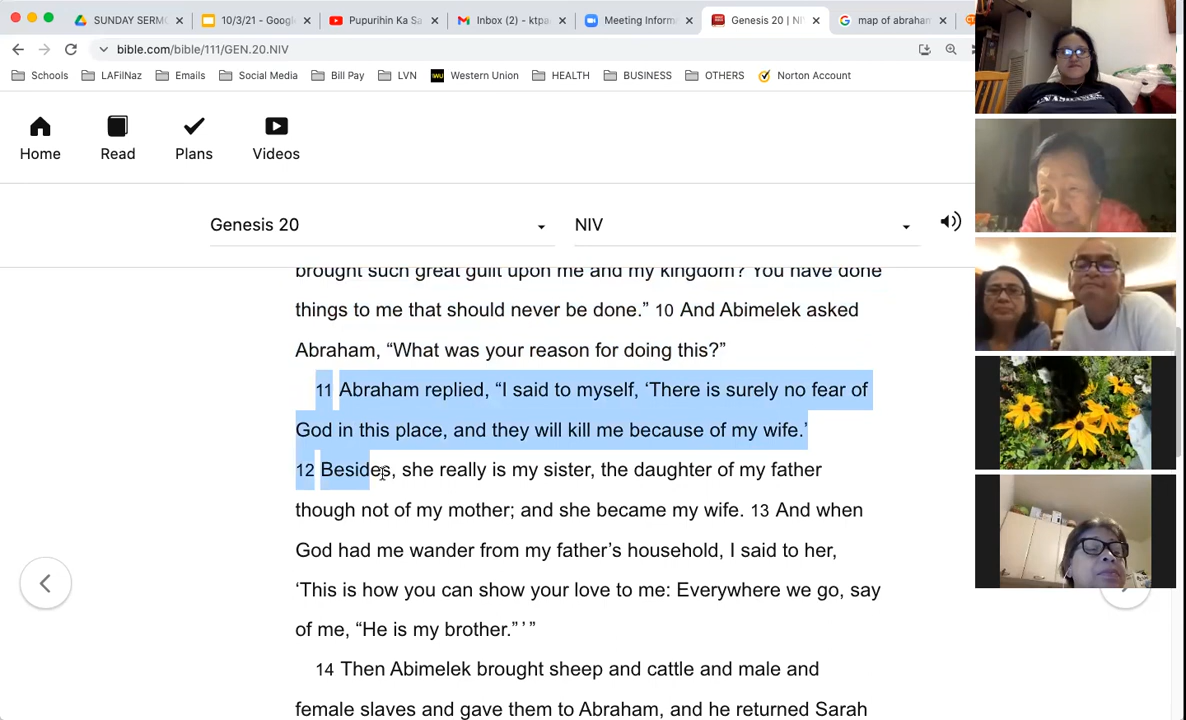 SUNDAY SERM
10/3/21 - Googl
Pupurihin Ka Sa
Inbox (2) - ktpa
Meeting Inform
Genesis 20 | NI
map of abraham
bible.com/bible/111/GEN.20.NIV
Schools LAFilNaz Emails Social Media Bill Pay LVN WU Western Union HEALTH BUSINESS OTHERS Norton Account
Home Read Plans Videos
Genesis 20 NIV
brought such great guilt upon me and my kingdom? You have done
things to me that should never be done.” 10 And Abimelek asked
Abraham, “What was your reason for doing this?”
11 Abraham replied, “I said to myself, ‘There is surely no fear of
God in this place, and they will kill me because of my wife.’
12 Besides, she really is my sister, the daughter of my father
though not of my mother; and she became my wife. 13 And when
God had me wander from my father’s household, I said to her,
‘This is how you can show your love to me: Everywhere we go, say
of me, “He is my brother.” ’ ”
14 Then Abimelek brought sheep and cattle and male and
female slaves and gave them to Abraham, and he returned Sarah